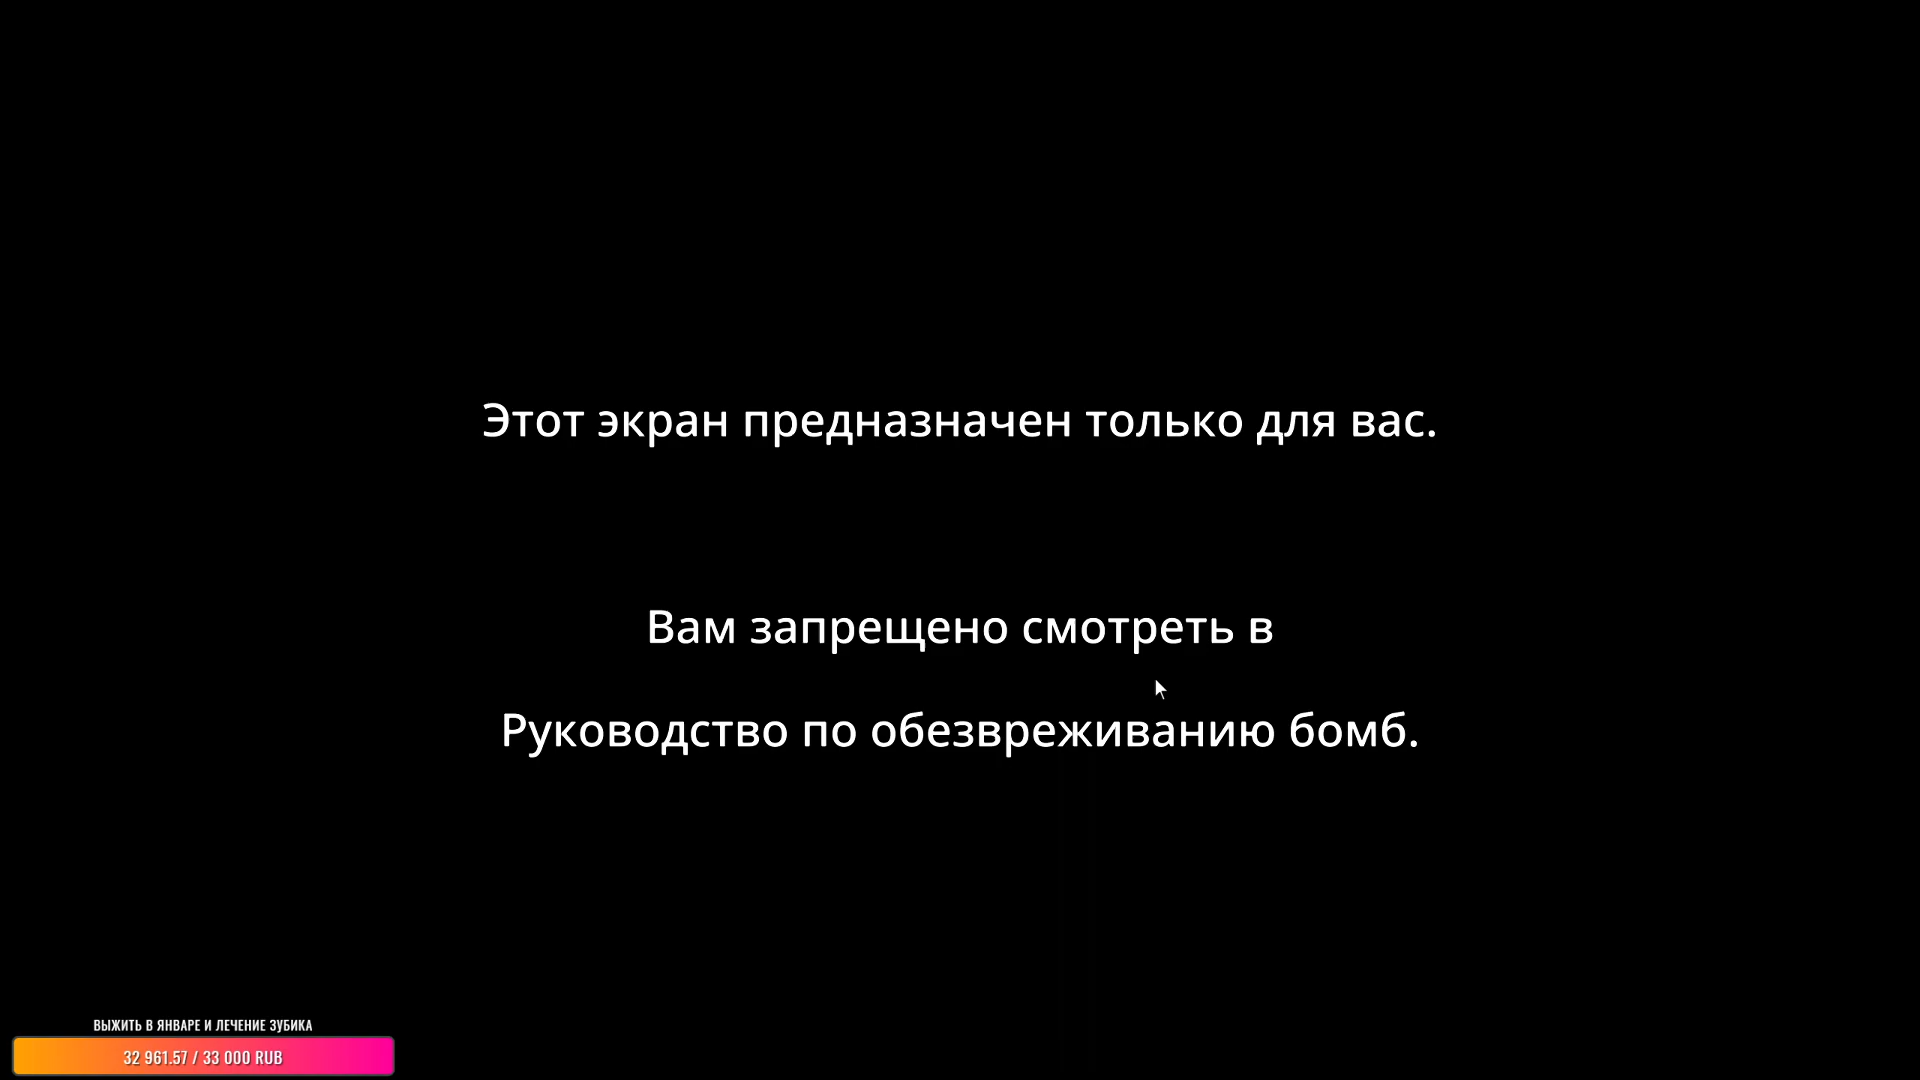 Этот экран предназначен только для вас.
Вам запрещено смотреть в
Руководство по обезвреживанию бомб.
ВЫЖИТЬ В ЯНВАРЕ И ЛЕЧЕНИЕ ЗУБИКА
32 961.57 / 33 000 RUB